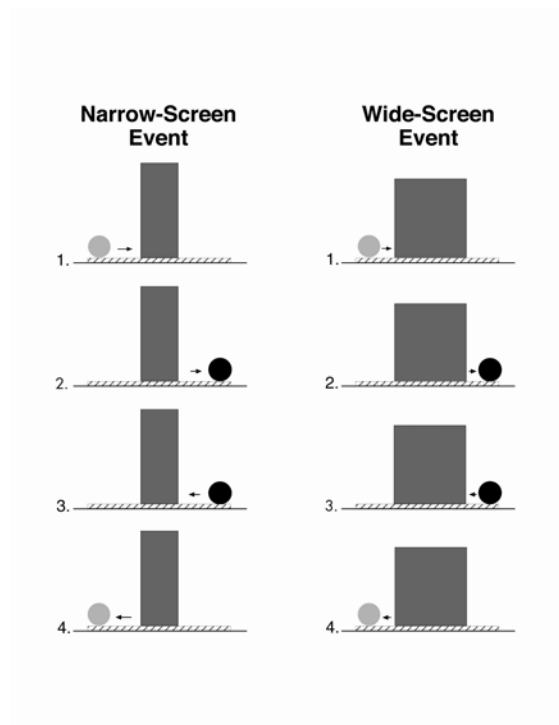 Narrow-Screen
Event
Wide-Screen
Event
1.
1.
2.
2.
3.
3.
4.
4.